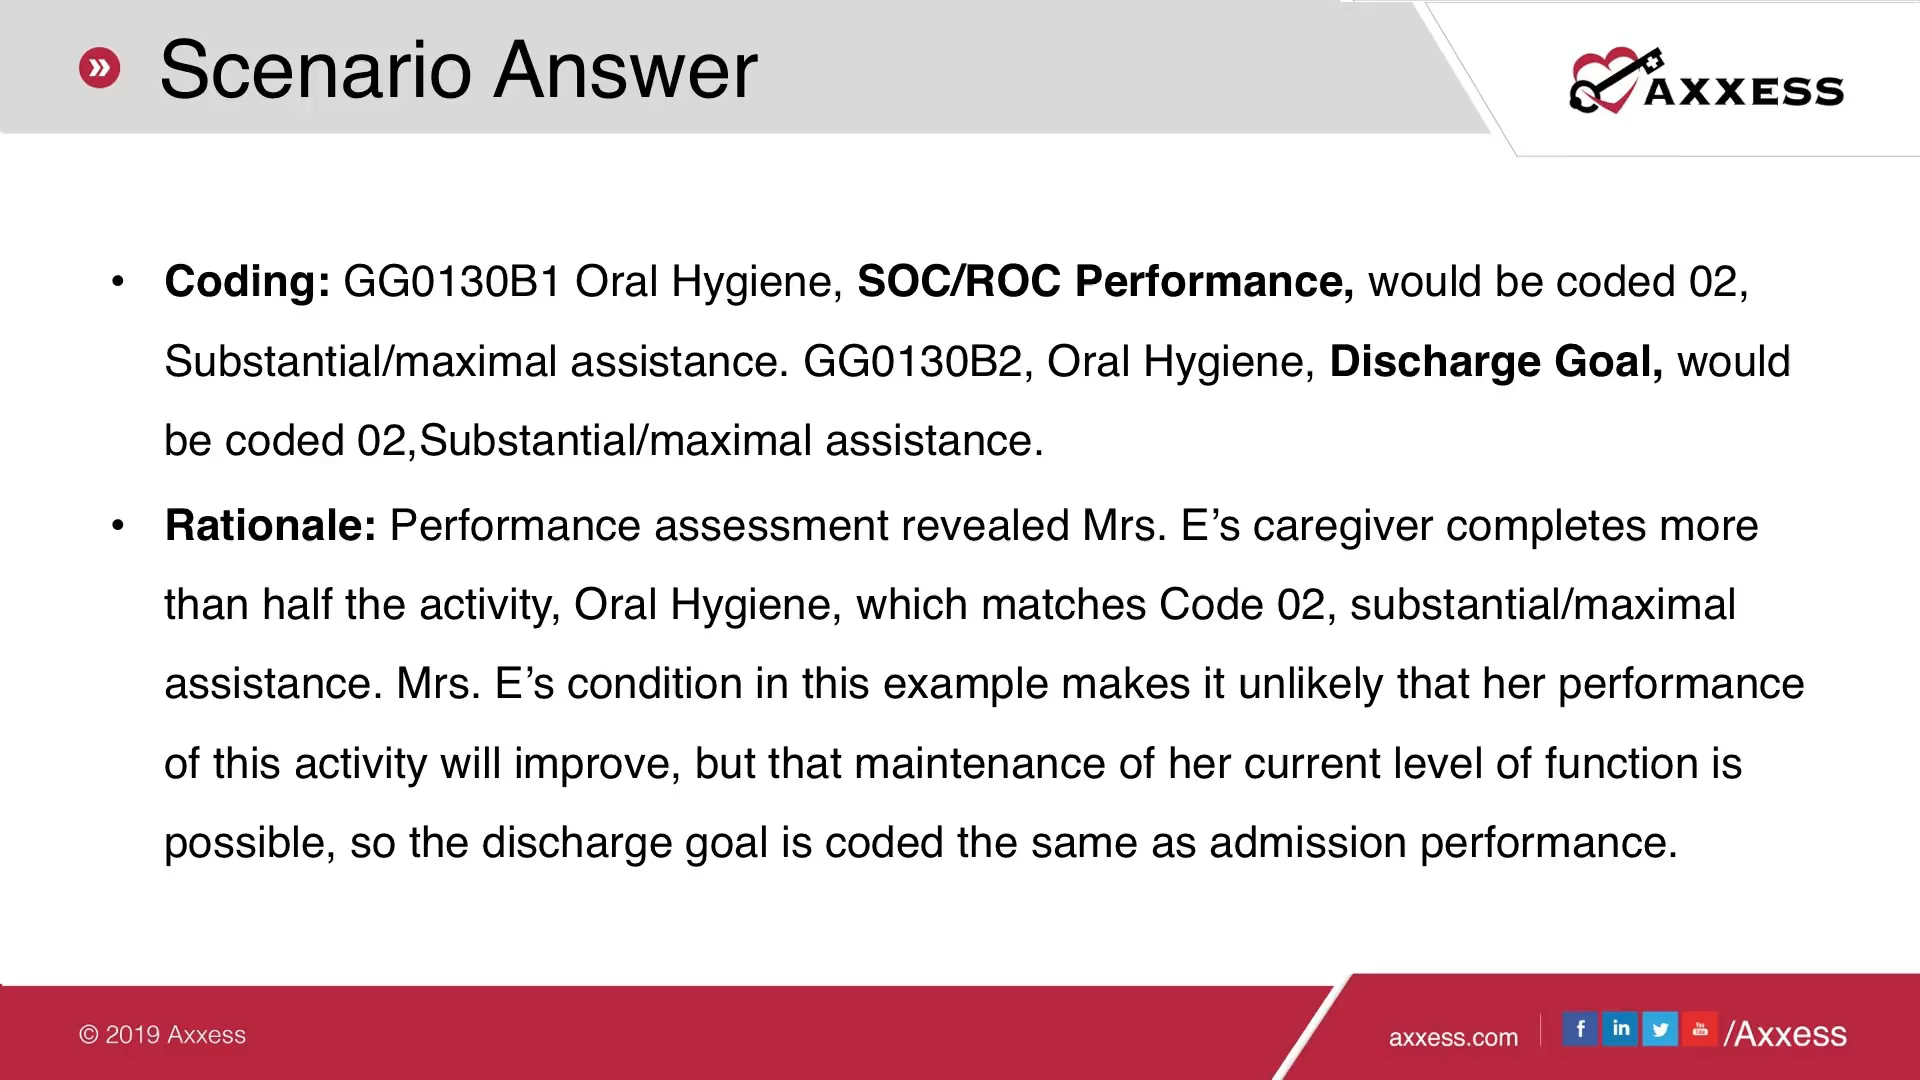 Scenario Answer
AXXESS
• Coding: GG0130B1 Oral Hygiene, SOC/ROC Performance, would be coded 02,
Substantial/maximal assistance. GG0130B2, Oral Hygiene, Discharge Goal, would
be coded 02,Substantial/maximal assistance.
• Rationale: Performance assessment revealed Mrs. E’s caregiver completes more
than half the activity, Oral Hygiene, which matches Code 02, substantial/maximal
assistance. Mrs. E’s condition in this example makes it unlikely that her performance
of this activity will improve, but that maintenance of her current level of function is
possible, so the discharge goal is coded the same as admission performance.
© 2019 Axxess
axxess.com
/Axxess